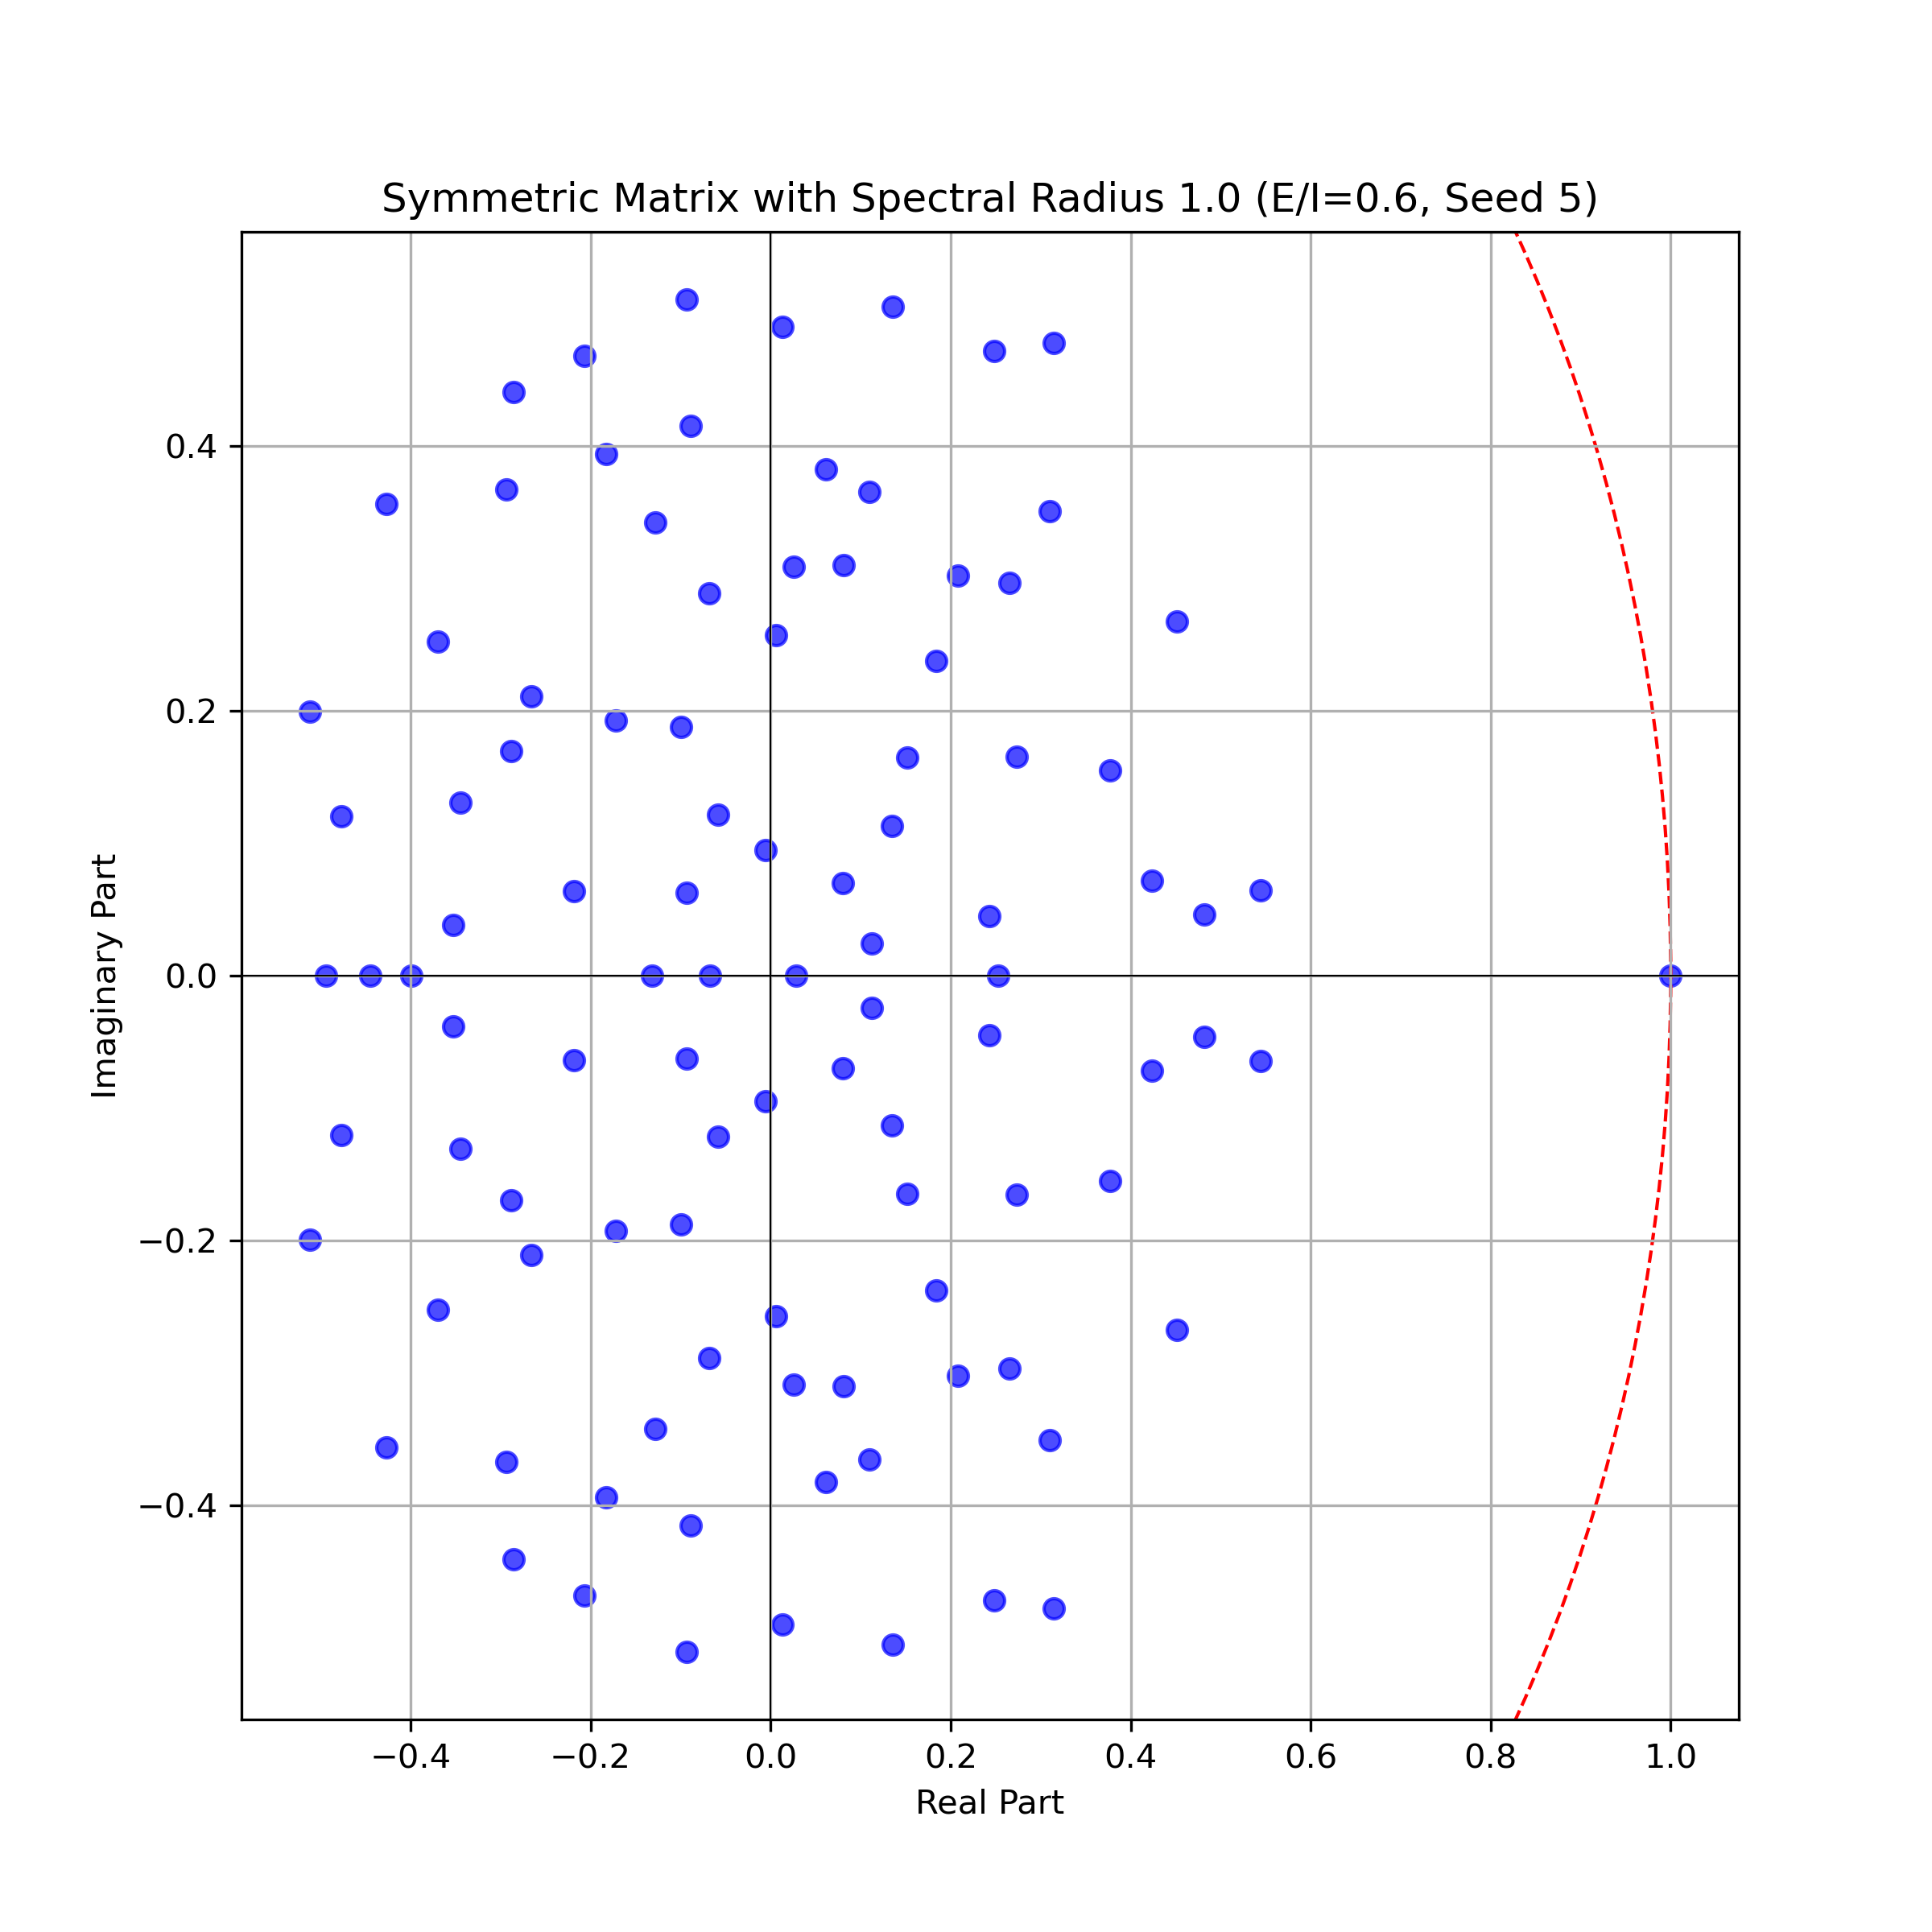 Symmetric Matrix with Spectral Radius 1.0 (E/I=0.6, Seed 5)
Imaginary Part
0.4
0.2
0.0
−0.2
−0.4
−0.4 −0.2 0.0 0.2 0.4 0.6 0.8 1.0
Real Part